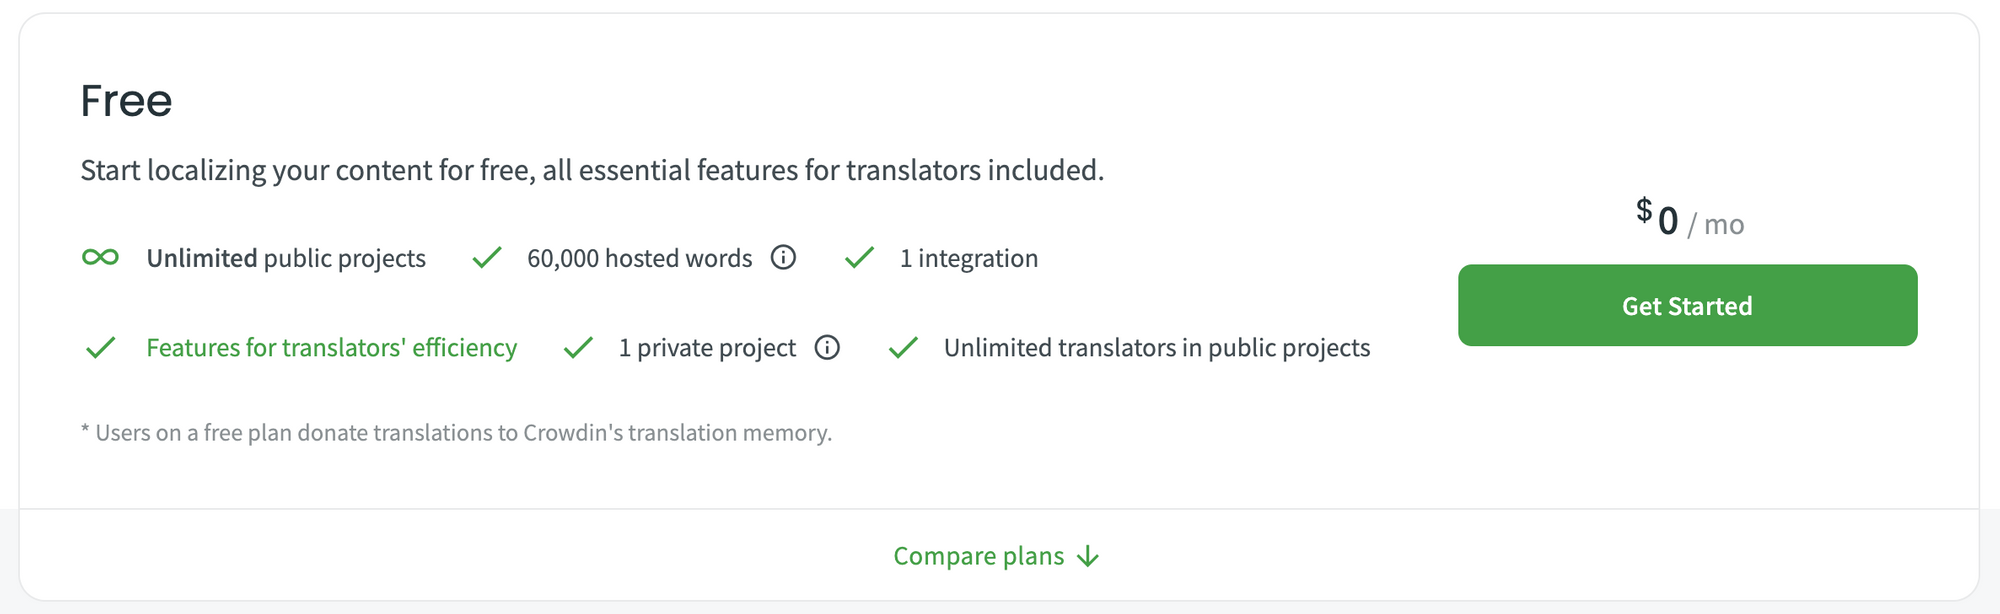 Free
Start localizing your content for free, all essential features for translators included.
$0 / mo
Unlimited public projects 60,000 hosted words 1 integration
Get Started
Features for translators' efficiency 1 private project Unlimited translators in public projects
* Users on a free plan donate translations to Crowdin's translation memory.
Compare plans